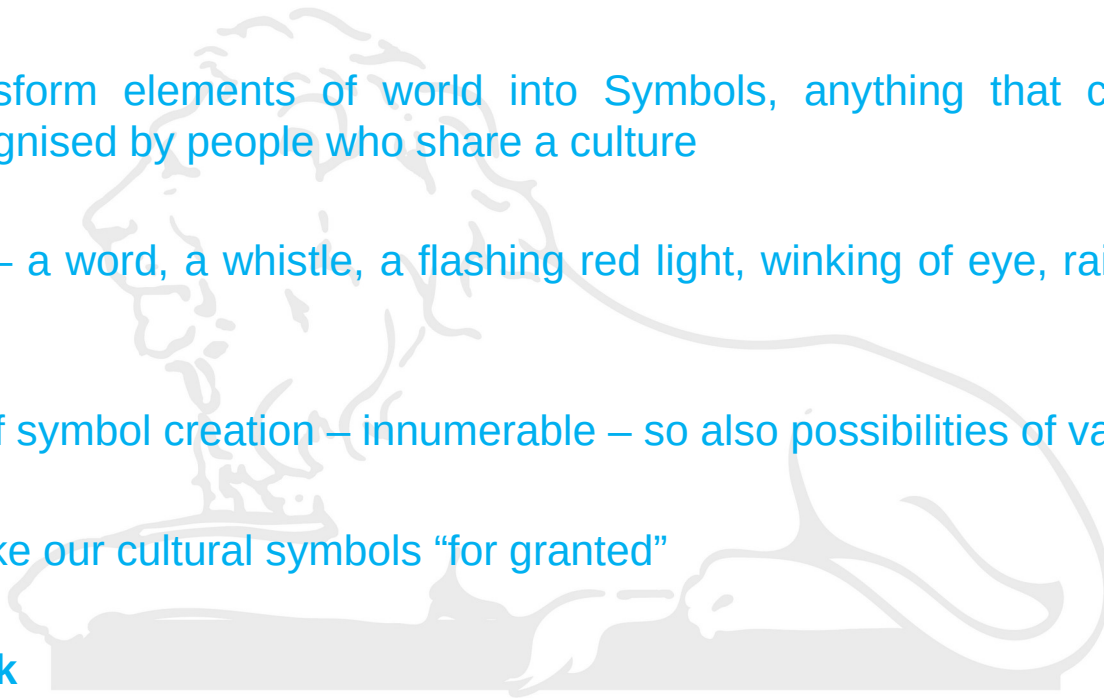 sform elements of world into Symbols, anything that c
gnised by people who share a culture
– a word, a whistle, a flashing red light, winking of eye, rai
f symbol creation – innumerable – so also possibilities of va
ke our cultural symbols “for granted”
k